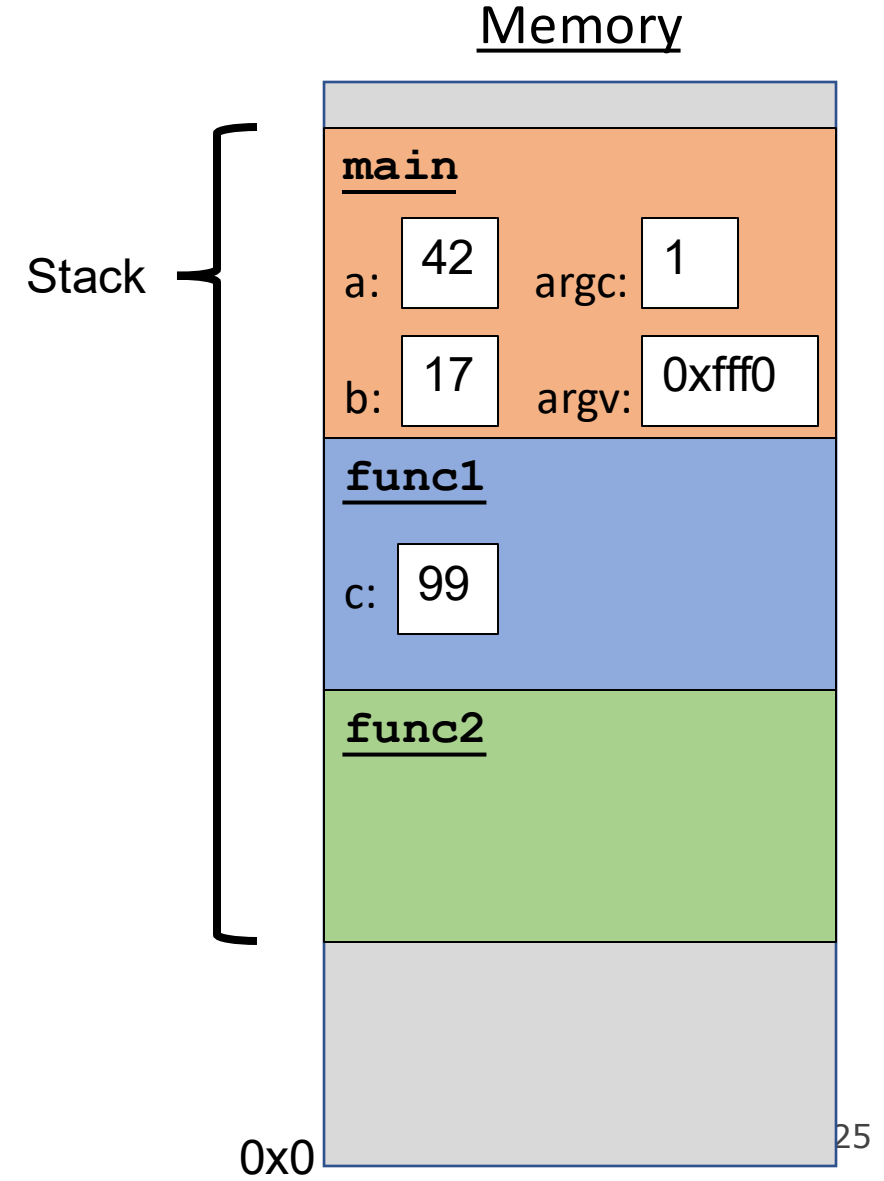 Memory
Stack
main
a: 42 argc: 1
b: 17 argv: 0xfff0
func1
c: 99
func2
0x0
25